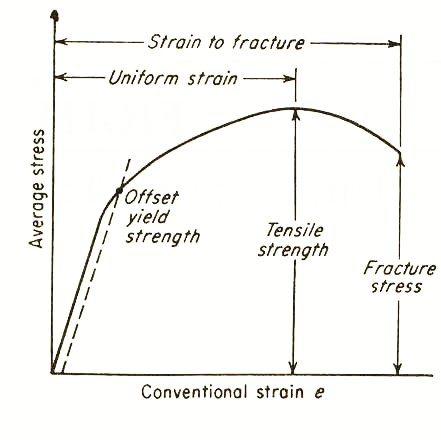 Strain to fracture
Uniform strain
Average stress
Offset
yield
strength
Tensile
strength
Fracture
stress
Conventional strain e